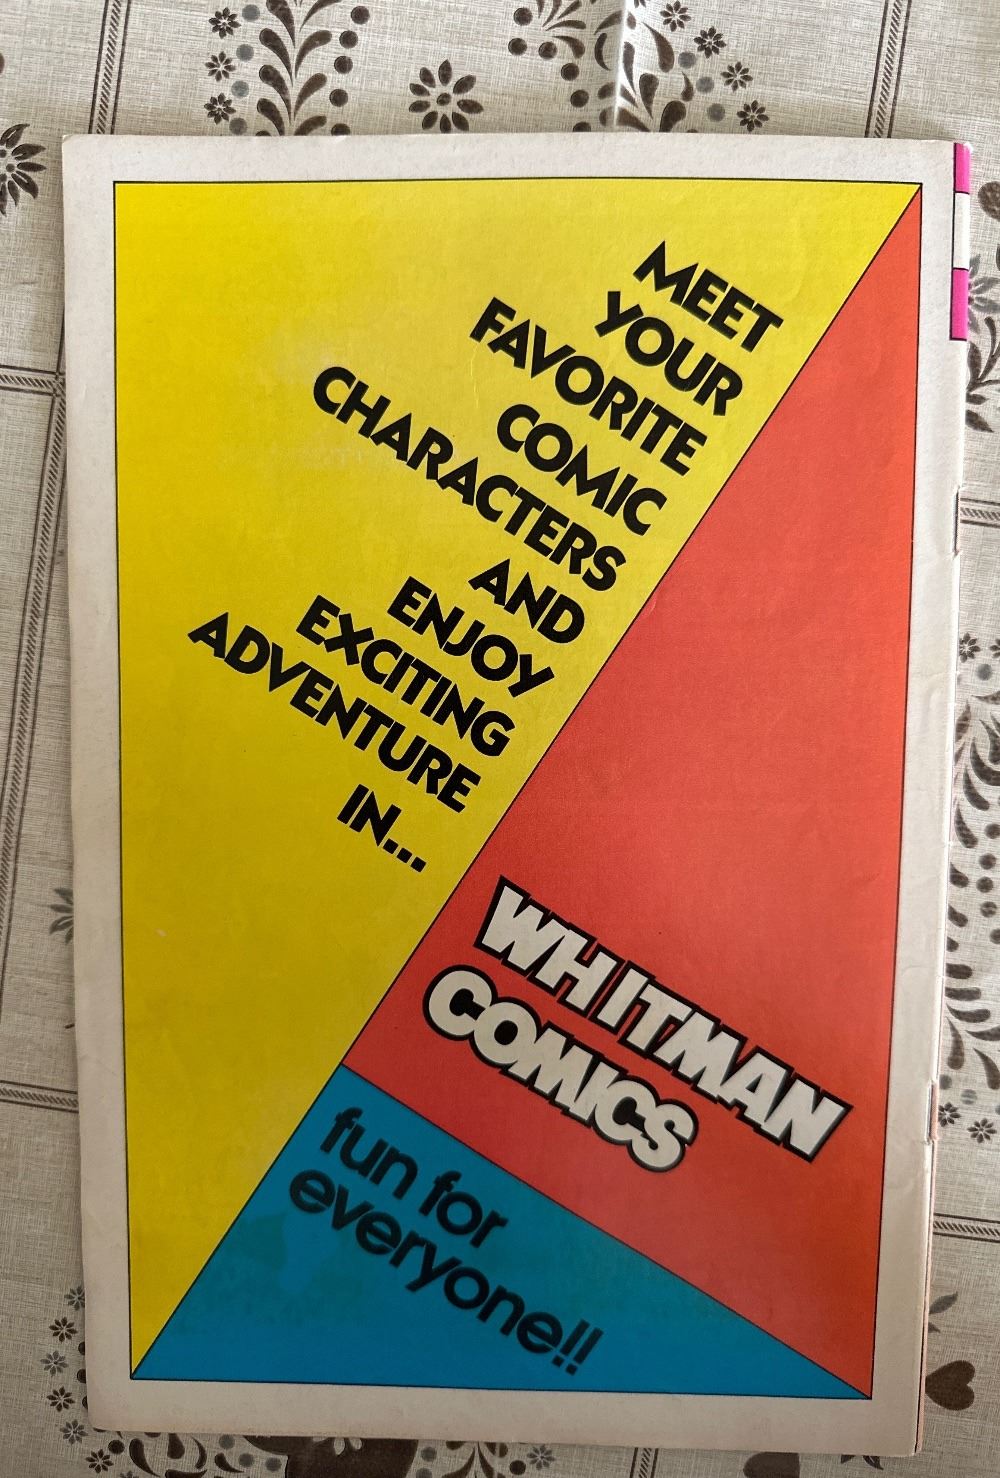 MEET
YOUR
FAVORITE
COMIC
CHARACTERS
AND
ENJOY
EXCITING
ADVENTURE
IN...
WHITMAN
COMICS
fun for
everyone!!